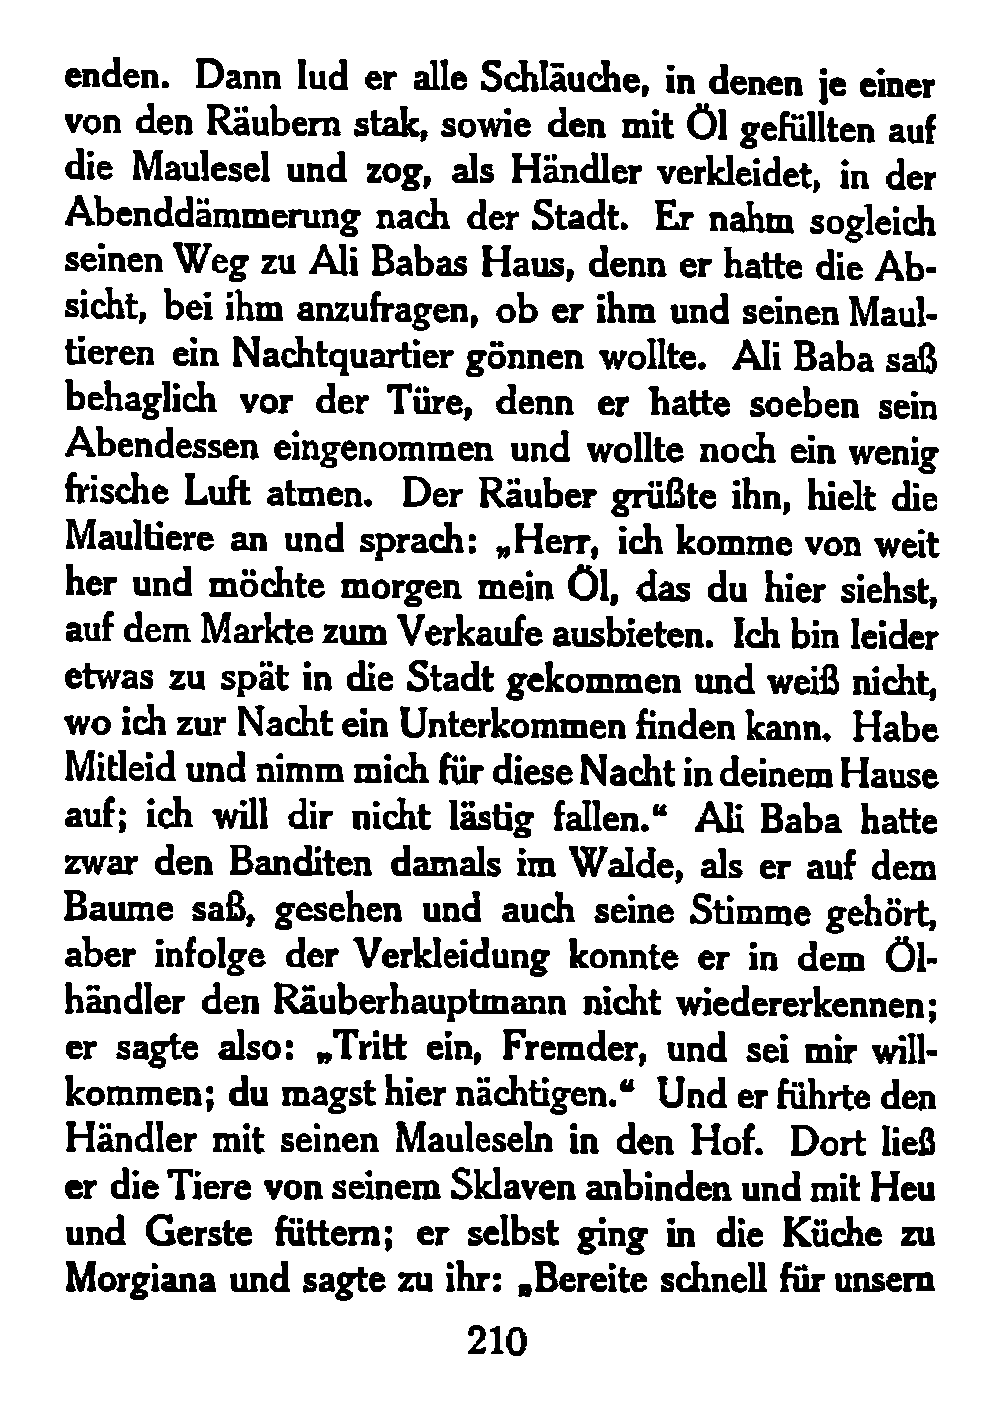 enden. Dann lud er alle Schläuche, in denen je einer
von den Räubern stak, sowie den mit Öl gefüllten auf
die Maulesel und zog, als Händler verkleidet, in der
Abenddämmerung nach der Stadt. Er nahm sogleich
seinen Weg zu Ali Babas Haus, denn er hatte die Ab-
sicht, bei ihm anzufragen, ob er ihm und seinen Maul-
tieren ein Nachtquartier gönnen wollte. Ali Baba saß
behaglich vor der Türe, denn er hatte soeben sein
Abendessen eingenommen und wollte noch ein wenig
frische Luft atmen. Der Räuber grüßte ihn, hielt die
Maultiere an und sprach: „Herr, ich komme von weit
her und möchte morgen mein Öl, das du hier siehst,
auf dem Markte zum Verkaufe ausbieten. Ich bin leider
etwas zu spät in die Stadt gekommen und weiß nicht,
wo ich zur Nacht ein Unterkommen finden kann. Habe
Mitleid und nimm mich für diese Nacht in deinem Hause
auf; ich will dir nicht lästig fallen.“ Ali Baba hatte
zwar den Banditen damals im Walde, als er auf dem
Baume saß, gesehen und auch seine Stimme gehört,
aber infolge der Verkleidung konnte er in dem Öl-
händler den Räuberhauptmann nicht wiedererkennen;
er sagte also: „Tritt ein, Fremder, und sei mir will-
kommen; du magst hier nächtigen.“ Und er führte den
Händler mit seinen Mauleseln in den Hof. Dort ließ
er die Tiere von seinem Sklaven anbinden und mit Heu
und Gerste füttern; er selbst ging in die Küche zu
Morgiana und sagte zu ihr: „Bereite schnell für unsern
210